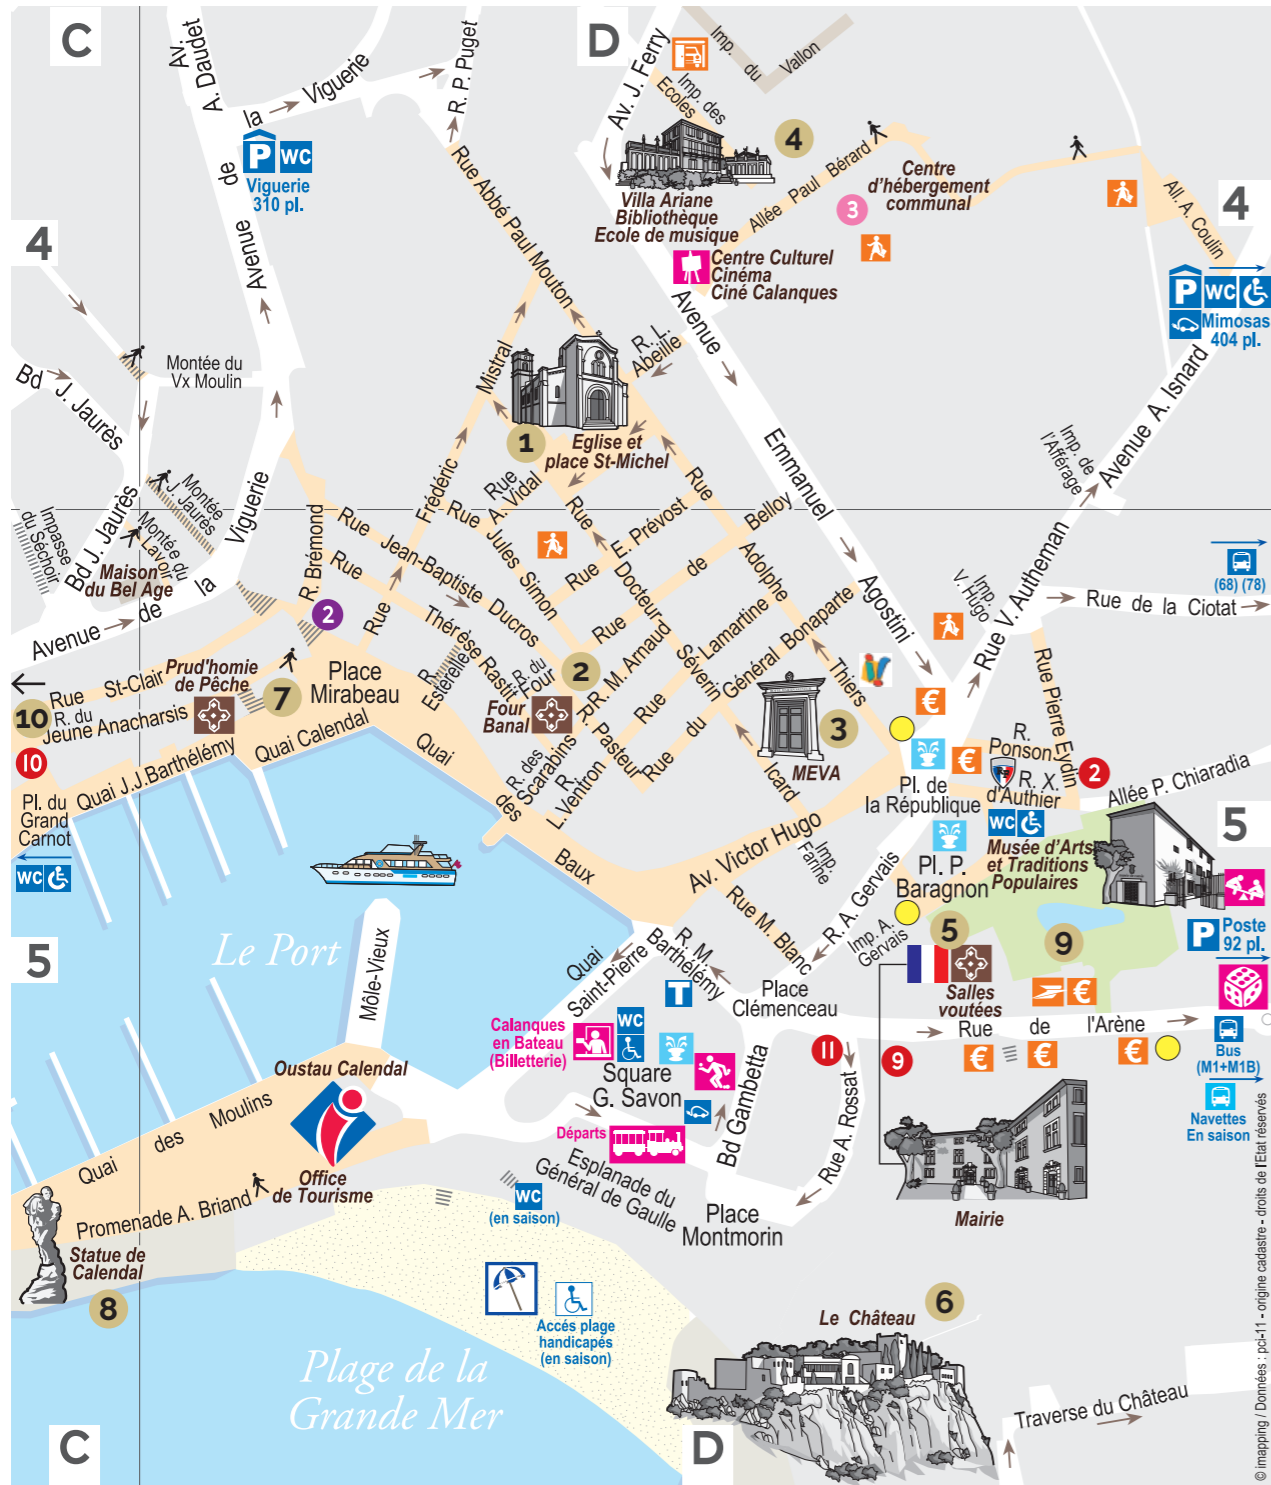 C
D
Av.
A. Daudet
Avenue de la Viguerie
R. P. Puget
Av. J. Ferry
Imp. du Vallon
Imp. des
Ecoles
4
P WC
Viguerie
310 pl.
Rue Abbé Paul Mouton
Villa Ariane
Bibliothèque
Ecole de musique
Allée Paul Bérard
3
Centre
d'hébergement
communal
All. A. Coulin
4
4
Centre Culturel
Cinéma
Ciné Calanques
P WC
Mimosas
404 pl.
Avenue Emmanuel Agostini
R. L.
Abeille
Montée du
Vx Moulin
Bd J. Jaurès
Rue Frédéric Mistral
1
Eglise et
place St-Michel
Imp. de
l'Afférage
Avenue A. Isnard
Rue
A. Vidal
Montée
J. Jaurès
Impasse
du Séchoir
Bd J. Jaurès
Montée du
Lavoir
Maison
du Bel Age
Avenue de la Viguerie
R. Brémond
Rue Jean-Baptiste Ducros
Rue Jules Simon
Rue E. Prévost
Rue de Belloy
Rue Adolphe Thiers
Rue Docteur Séverin Icard
Imp.
V. Hugo
Rue V. Autheman
(68) (78)
Rue de la Ciotat
Rue Pierre Eydin
2
Rue Thérèse Rastit
R.
Esterelle
R. du
Four
2
R. M. Arnaud
Rue Lamartine
Rue du Général Bonaparte
Prud'homie
de Pêche
7
Place
Mirabeau
Rue St-Clair
10
R. du
Jeune Anacharsis
10
Four
Banal
R. des
Scarabins
R. Pasteur
R.
L. Ventron
3
MEVA
Quai J.J.Barthélémy
Quai Calendal
Quai des Baux
Pl. du
Grand
Carnot
WC
€
€
Pl. de
la République
R.
Ponson
R. X.
d'Authier
2
Allée P. Chiaradia
WC
Musée d'Arts
et Traditions
Populaires
5
Av. Victor Hugo
Imp.
Farine
Pl. P.
Baragnon
Rue M. Blanc
R. A. Gervais
Imp. A.
Gervais
5
9
P Poste
92 pl.
Le Port
5
Môle-Vieux
Quai
Saint-Pierre
R. M.
Barthélémy
T
Place
Clémenceau
Salles
voutées
€
Rue de l'Arène
€
€
€
Bus
(M1+M1B)
Navettes
En saison
Calanques
en Bateau
(Billetterie)
WC
Square
G. Savon
Bd Gambetta
11
9
Rue A. Rossat
Oustau Calendal
Quai des Moulins
Office
de Tourisme
Départs
Esplanade du
Général de Gaulle
Place
Montmorin
Mairie
Promenade A. Briand
Statue de
Calendal
8
WC
(en saison)
Accés plage
handicapés
(en saison)
Plage de la
Grande Mer
Le Château
6
Traverse du Château
C
D
© imapping / Données : pci-11 - origine cadastre - droits de l'Etat réservés